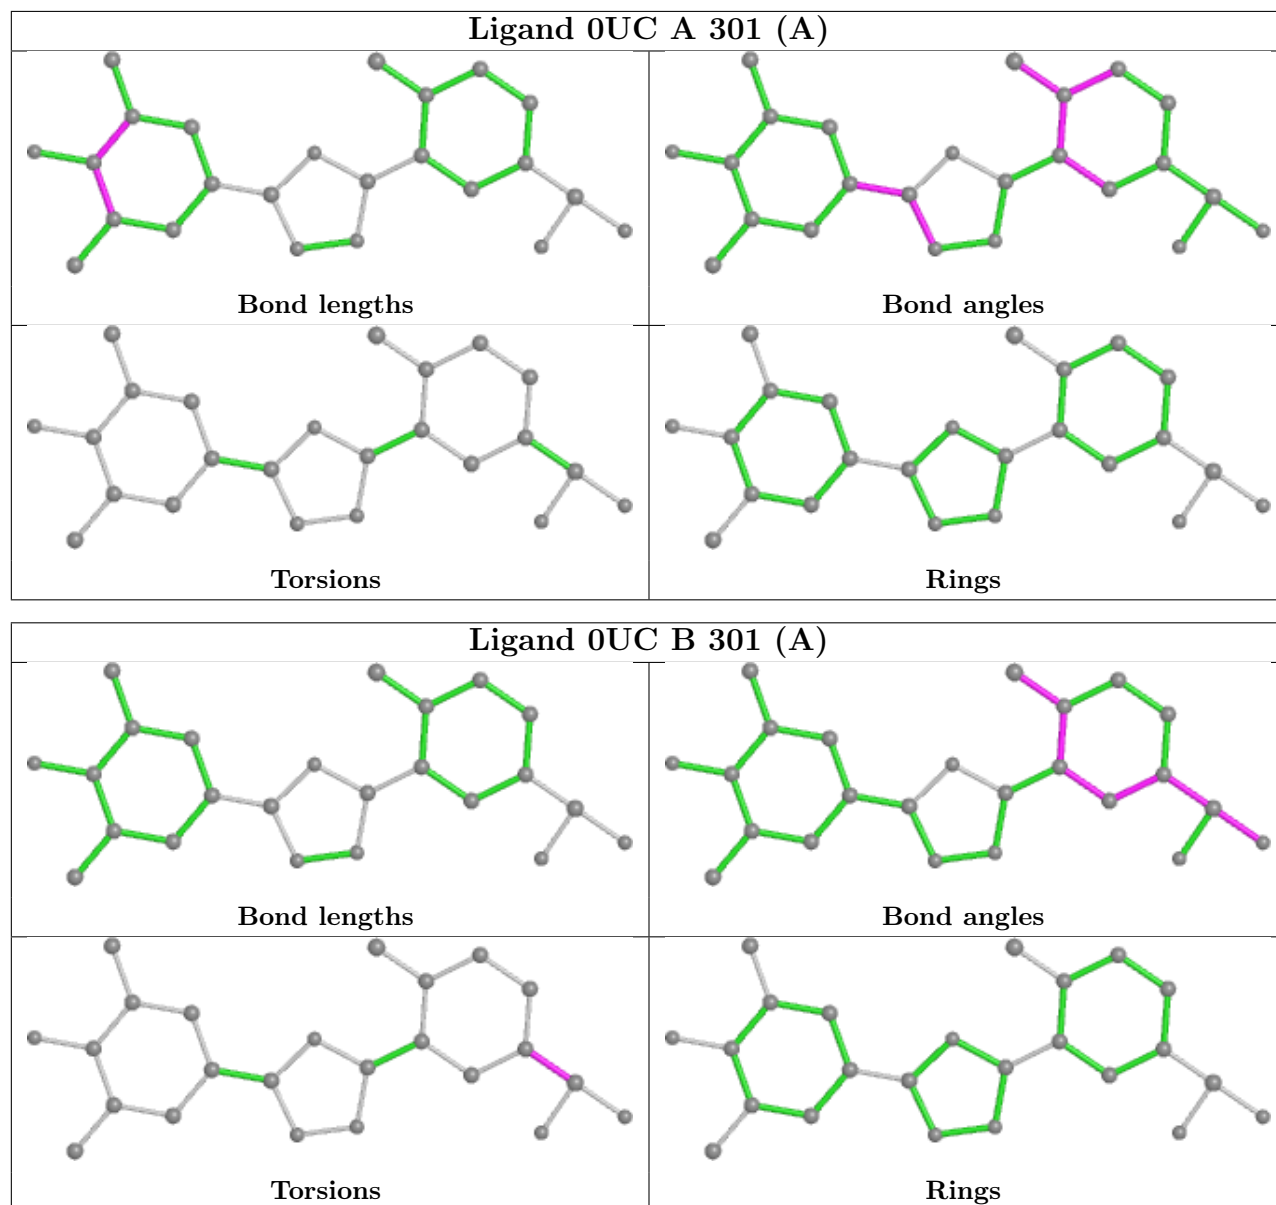 Ligand 0UC A 301 (A)
Bond lengths
Bond angles
Torsions
Rings
Ligand 0UC B 301 (A)
Bond lengths
Bond angles
Torsions
Rings